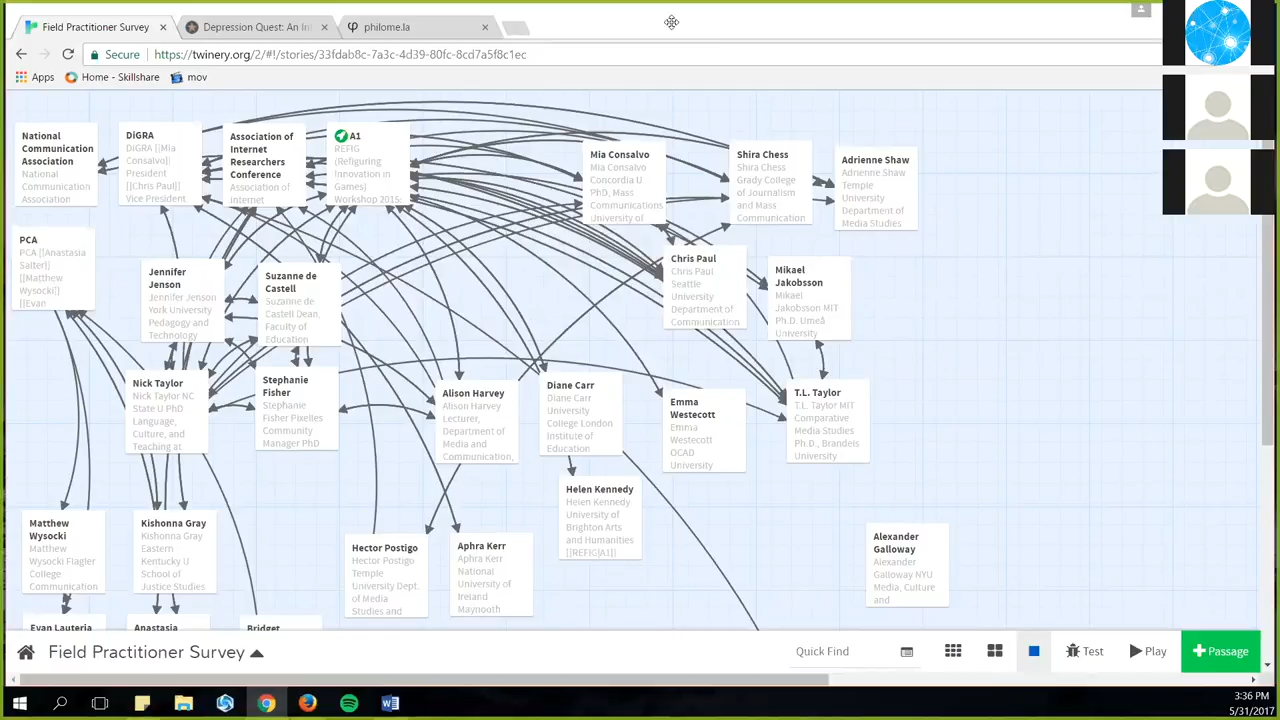 Field Practitioner Survey
Depression Quest: An Int
philome.la
Secure
https://twinery.org/2/#!/stories/33fdab8c-7a3c-4d39-80fc-8cd7a5f8c1ec
Apps
Home - Skillshare
mov
National
Communication
Association
National
Communication
Association
DiGRA
DiGRA [[Mia
Consalvo]]
President
[[Chris Paul]]
Vice President
Association of
Internet
Researchers
Conference
Association of
Internet
A1
REFIG
(Refiguring
Innovation in
Games)
Workshop 2015:
Mia Consalvo
Mia Consalvo
Concordia U
PhD, Mass
Communications
University of
Shira Chess
Shira Chess
Grady College
of Journalism
and Mass
Communication
Adrienne Shaw
Adrienne Shaw
Temple
University
Department of
Media Studies
PCA
PCA [[Anastasia
Salter]]
[[Matthew
Wysocki]]
[[Evan
Jennifer
Jenson
Jennifer Jenson
York University
Pedagogy and
Technology
Suzanne de
Castell
Suzanne de
Castell Dean,
Faculty of
Education
Chris Paul
Chris Paul
Seattle
University
Department of
Communication
Mikael
Jakobsson
Mikael
Jakobsson MIT
Ph.D. Umeå
University
Nick Taylor
Nick Taylor NC
State U PhD
Language,
Culture, and
Teaching at
Stephanie
Fisher
Stephanie
Fisher Pixelles
Community
Manager PhD
Alison Harvey
Alison Harvey
Lecturer,
Department of
Media and
Communication,
Diane Carr
Diane Carr
University
College London
Institute of
Education
Emma
Westecott
Emma
Westecott
OCAD
University
T.L. Taylor
T.L. Taylor MIT
Comparative
Media Studies
Ph.D., Brandeis
University
Helen Kennedy
Helen Kennedy
University of
Brighton Arts
and Humanities
[[REFIG|A1]]
Matthew
Wysocki
Matthew
Wysocki Flagler
College
Communication
Kishonna Gray
Kishonna Gray
Eastern
Kentucky U
School of
Justice Studies
Hector Postigo
Hector Postigo
Temple
University Dept.
of Media
Studies and
Aphra Kerr
Aphra Kerr
National
University of
Ireland
Maynooth
Alexander
Galloway
Alexander
Galloway NYU
Media, Culture
and
Evan Lauteria
Anastasia
Bridget
Field Practitioner Survey
Quick Find
Test
Play
Passage
3:36 PM
5/31/2017